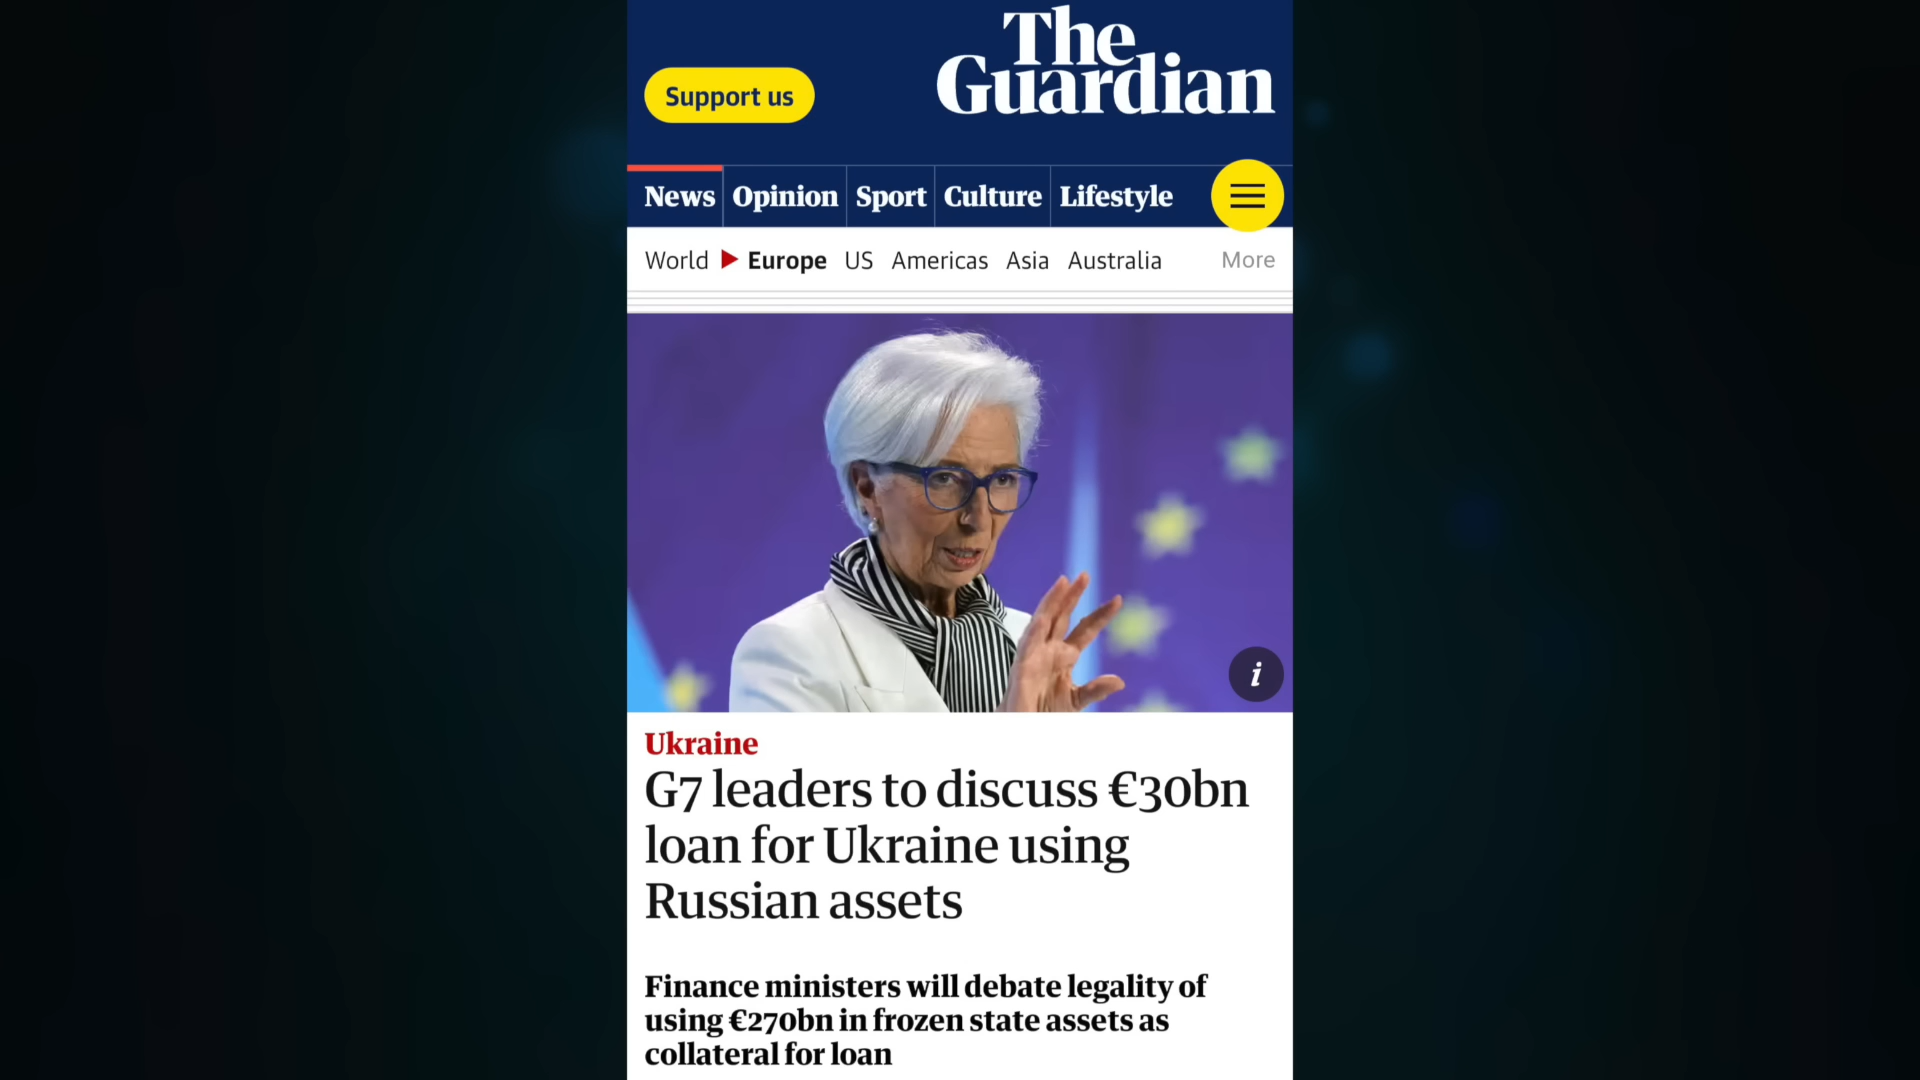 The
Guardian
Support us
News Opinion Sport Culture Lifestyle
World Europe US Americas Asia Australia More
i
Ukraine
G7 leaders to discuss €30bn
loan for Ukraine using
Russian assets
Finance ministers will debate legality of
using €270bn in frozen state assets as
collateral for loan